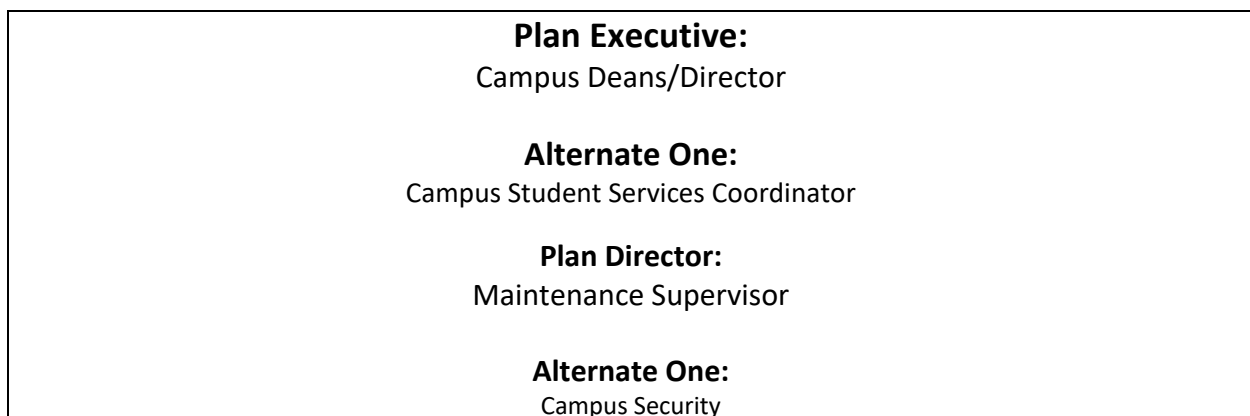 Plan Executive:
Campus Deans/Director
Alternate One:
Campus Student Services Coordinator
Plan Director:
Maintenance Supervisor
Alternate One:
Campus Security